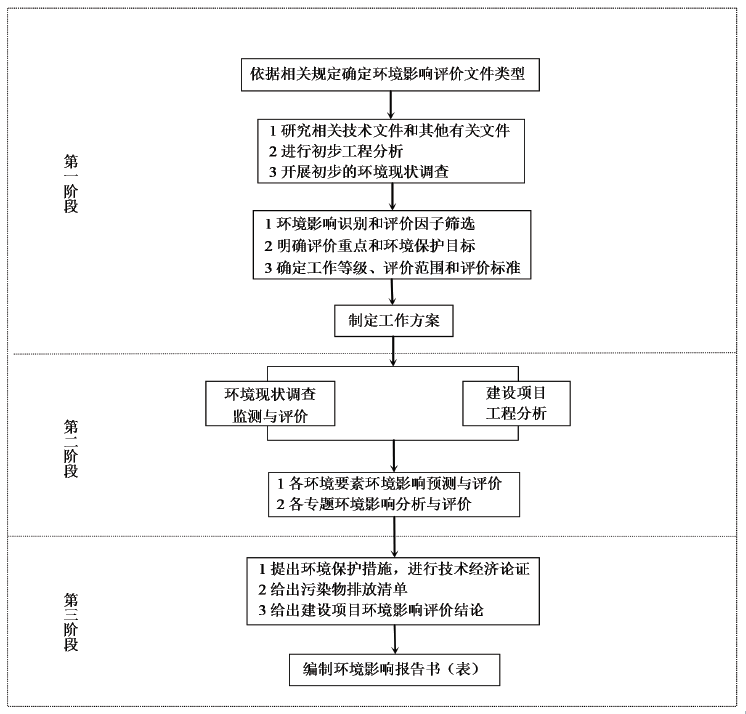 依据相关规定确定环境影响评价文件类型
1 研究相关技术文件和其他有关文件
2 进行初步工程分析
3 开展初步的环境现状调查
第一阶段
1 环境影响识别和评价因子筛选
2 明确评价重点和环境保护目标
3 确定工作等级、评价范围和评价标准
制定工作方案
第二阶段
环境现状调查
监测与评价
建设项目
工程分析
1 各环境要素环境影响预测与评价
2 各专题环境影响分析与评价
第三阶段
1 提出环境保护措施，进行技术经济论证
2 给出污染物排放清单
3 给出建设项目环境影响评价结论
编制环境影响报告书（表）